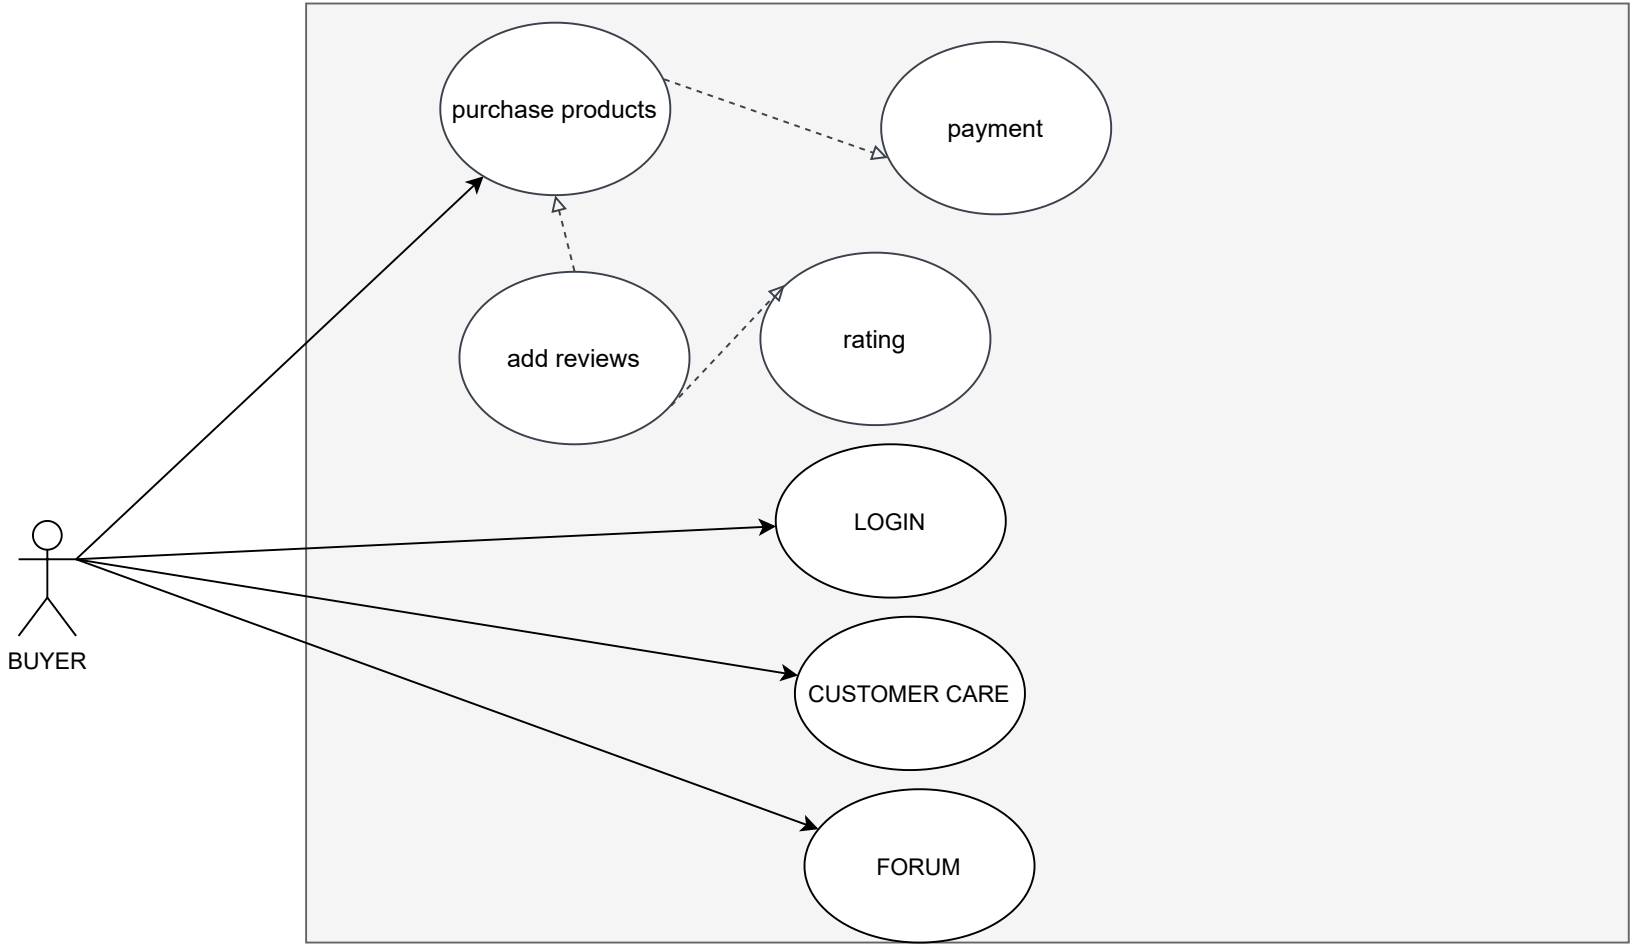 purchase products
payment
add reviews
rating
LOGIN
BUYER
CUSTOMER CARE
FORUM